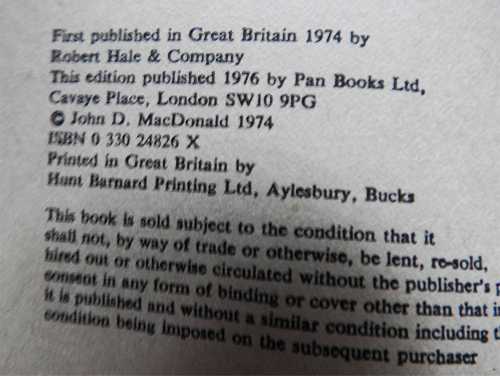 First published in Great Britain 1974 by
Robert Hale & Company
This edition published 1976 by Pan Books Ltd,
Cavaye Place, London SW10 9PG
© John D. MacDonald 1974
ISBN 0 330 24826 X
Printed in Great Britain by
Hunt Barnard Printing Ltd, Aylesbury, Bucks
This book is sold subject to the condition that it
shall not, by way of trade or otherwise, be lent, re-sold,
hired out or otherwise circulated without the publisher's
consent in any form of binding or cover other than that
it is published and without a similar condition including
condition being imposed on the subsequent purchaser